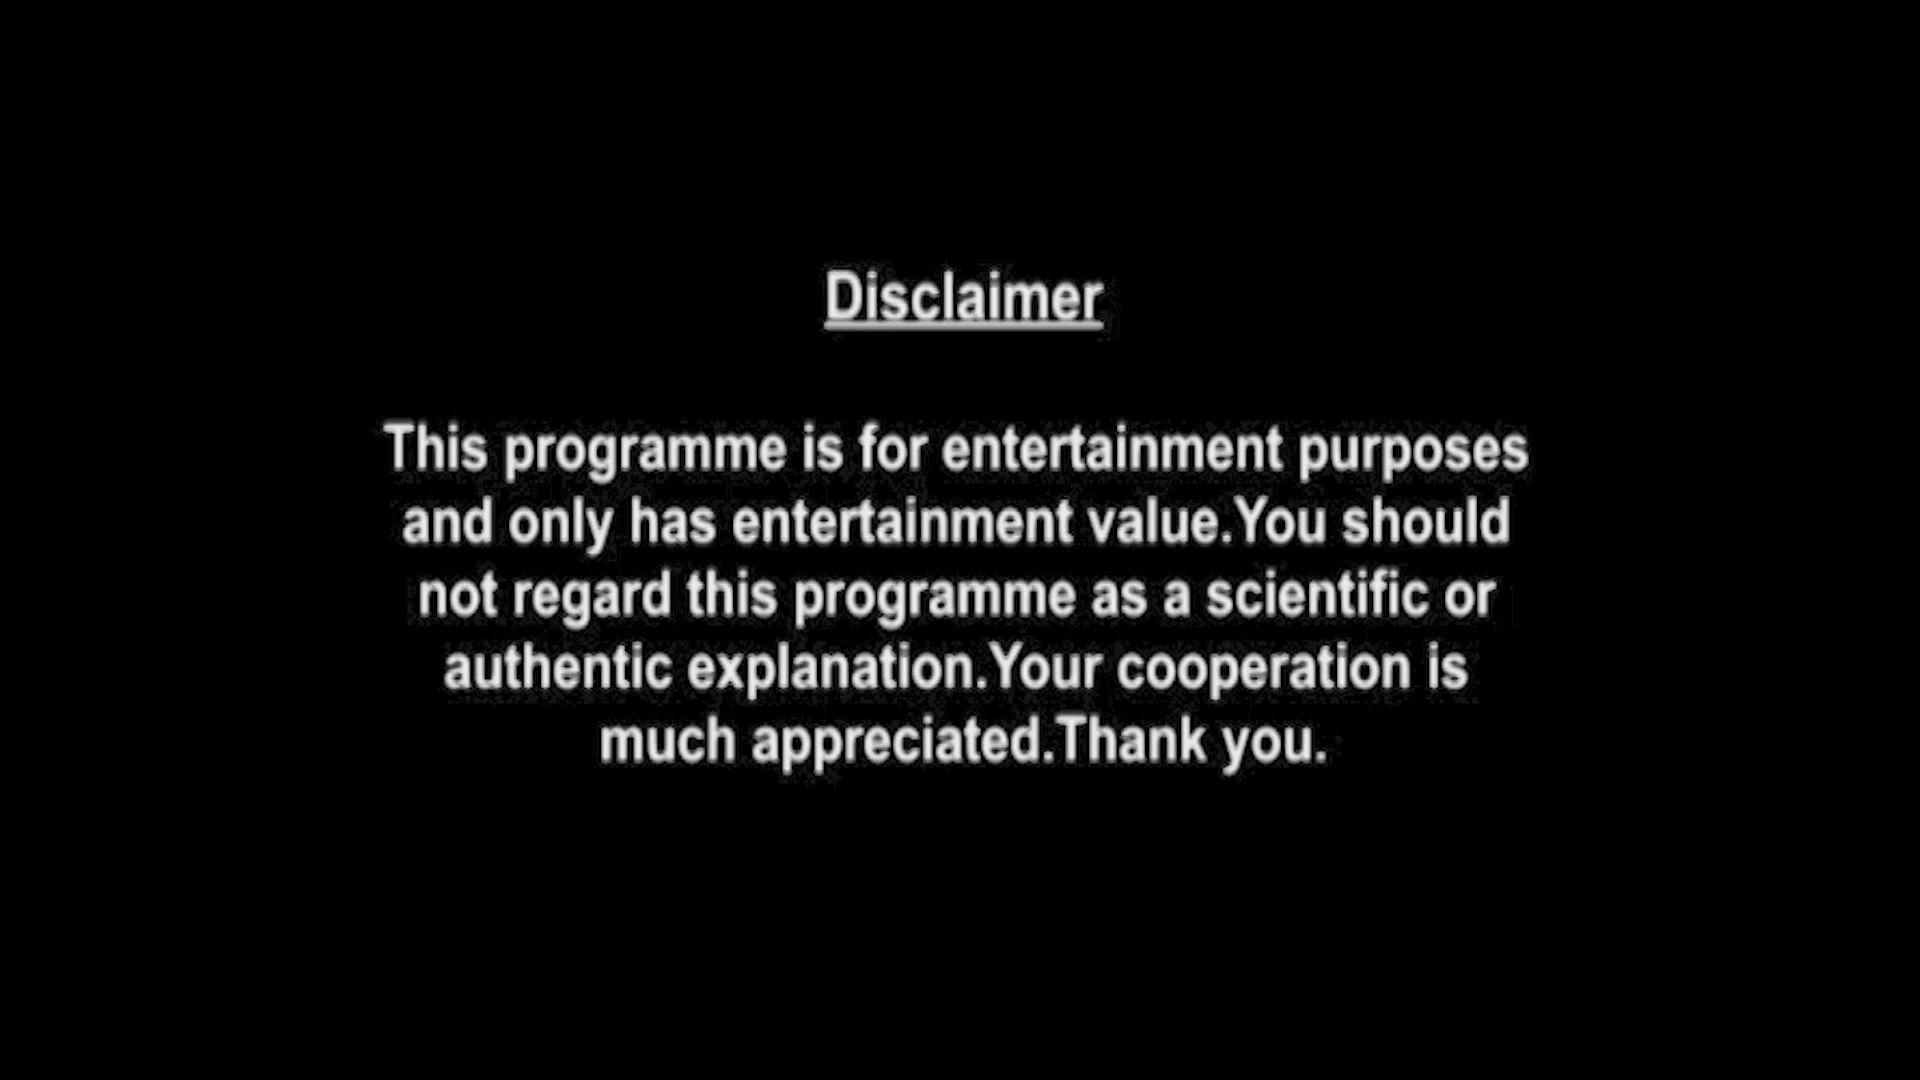 Disclaimer
This programme is for entertainment purposes
and only has entertainment value.You should
not regard this programme as a scientific or
authentic explanation.Your cooperation is
much appreciated.Thank you.